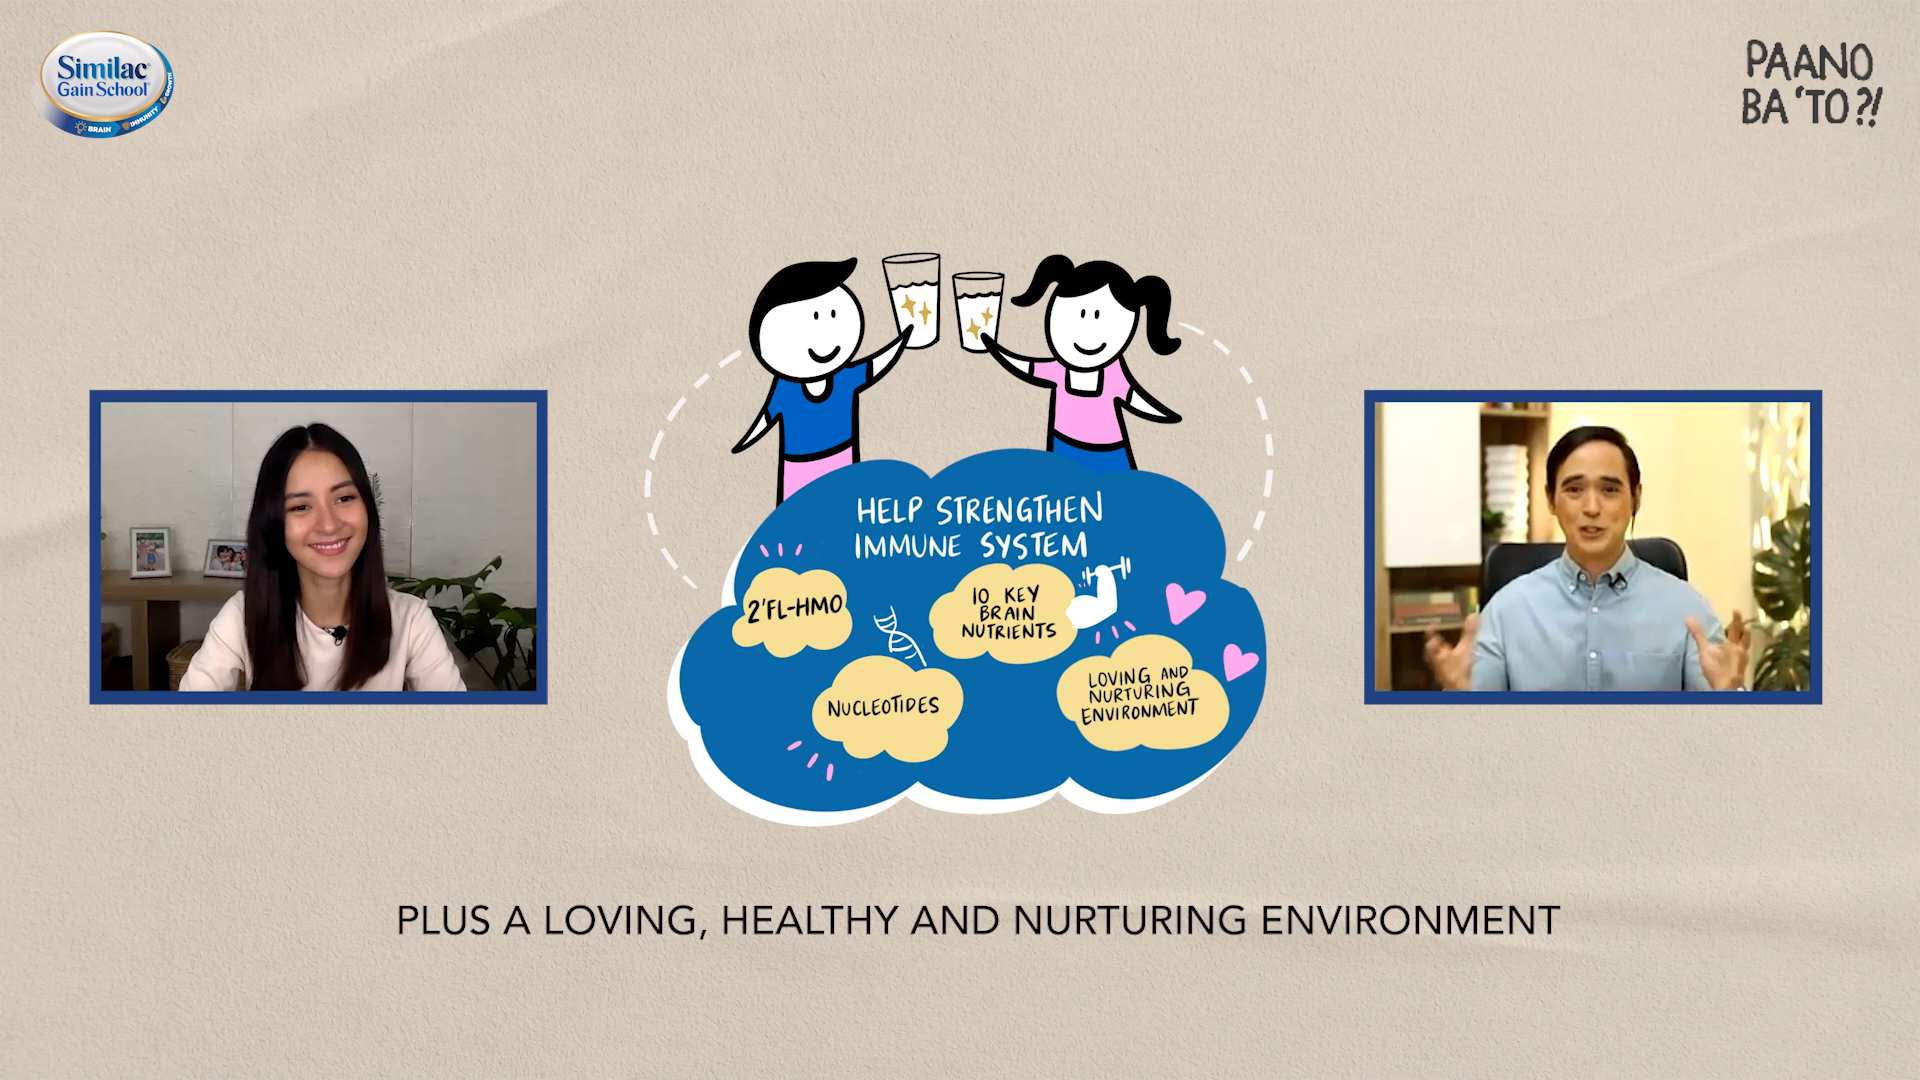 Similac
Gain School
BRAIN
IMMUNITY
GROWTH
PAANO
BA 'TO?!
HELP STRENGTHEN
IMMUNE SYSTEM
2'FL-HMO
10 KEY
BRAIN
NUTRIENTS
NUCLEOTIDES
LOVING AND
NURTURING
ENVIRONMENT
PLUS A LOVING, HEALTHY AND NURTURING ENVIRONMENT